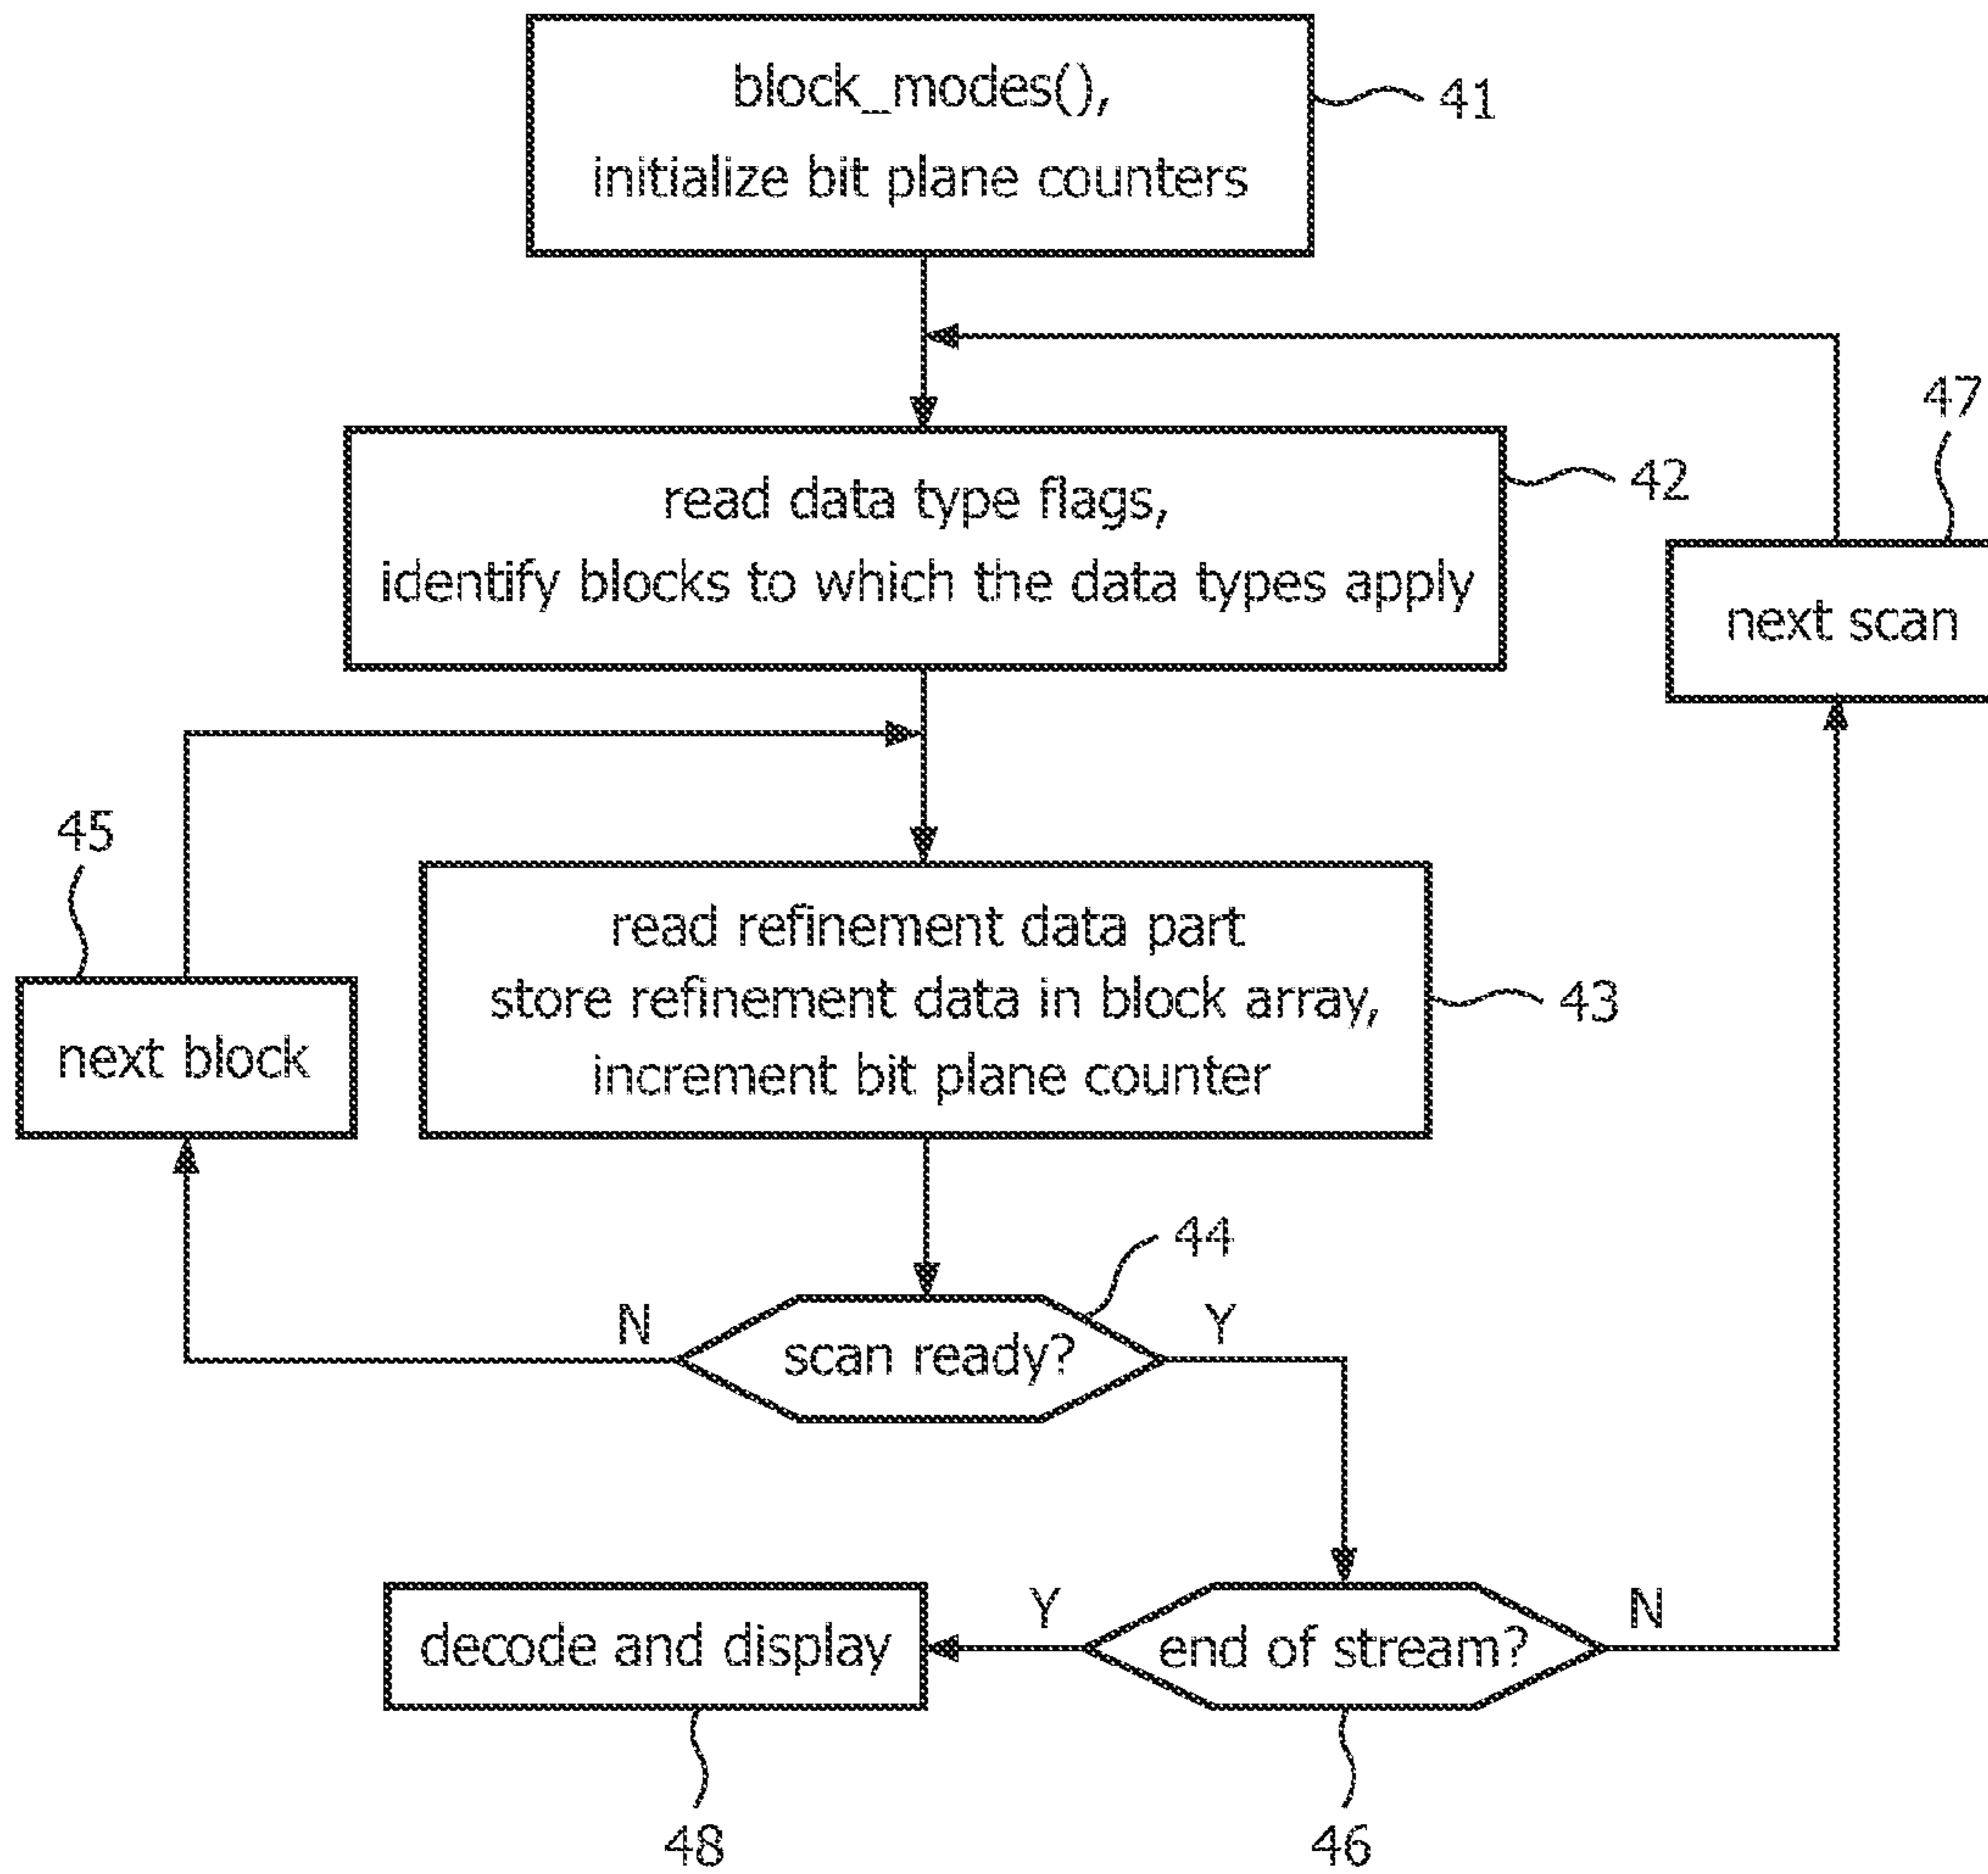 block_modes(),
initialize bit plane counters
41
read data type flags,
identify blocks to which the data types apply
42
47
next scan
45
next block
read refinement data part
store refinement data in block array,
increment bit plane counter
43
44
N
scan ready?
Y
decode and display
Y
end of stream?
N
48
46